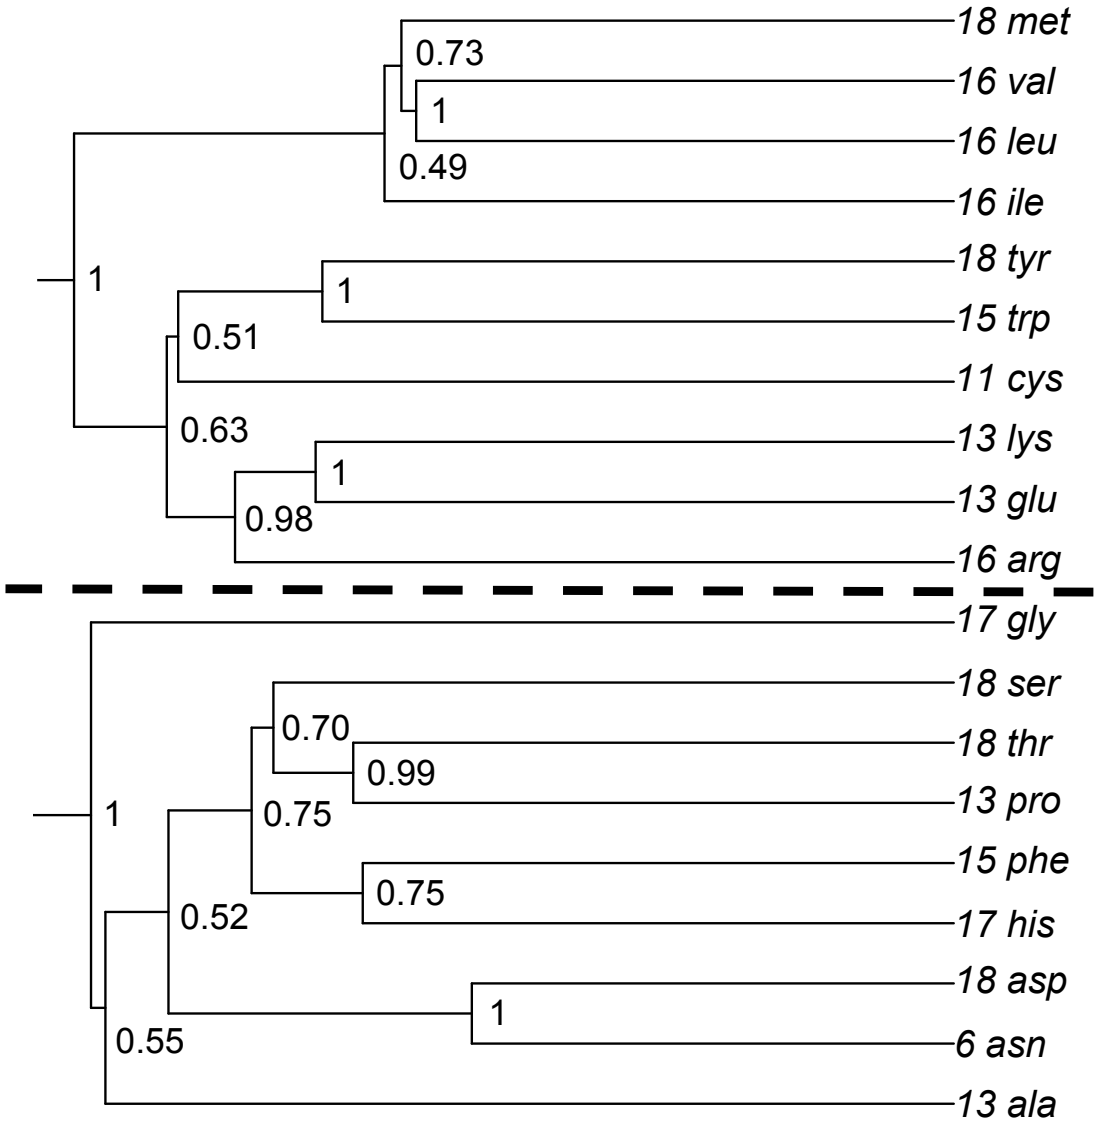 18 met
0.73
16 val
1
16 leu
0.49
16 ile
18 tyr
1
1
15 trp
0.51
11 cys
0.63
13 lys
1
13 glu
0.98
16 arg
17 gly
18 ser
0.70
18 thr
0.99
13 pro
0.75
1
15 phe
0.75
17 his
0.52
18 asp
1
6 asn
0.55
13 ala